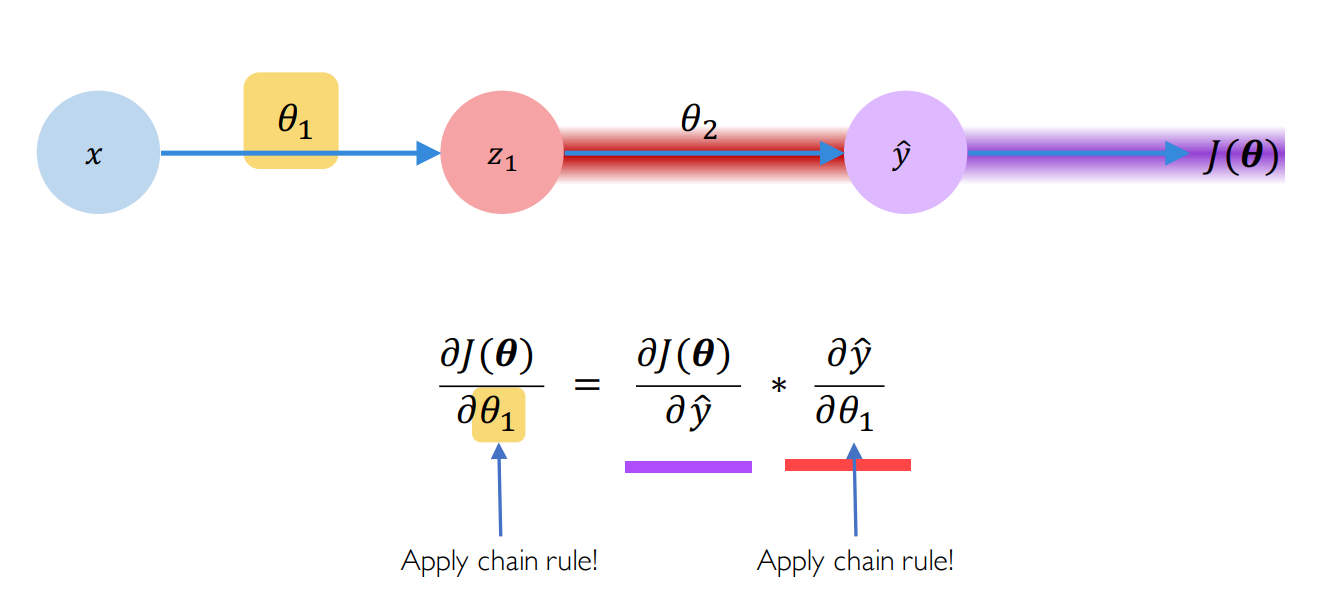 x θ₁ z₁ θ₂ ŷ J(θ)
∂J(θ)/∂θ₁ = ∂J(θ)/∂ŷ * ∂ŷ/∂θ₁
Apply chain rule! Apply chain rule!